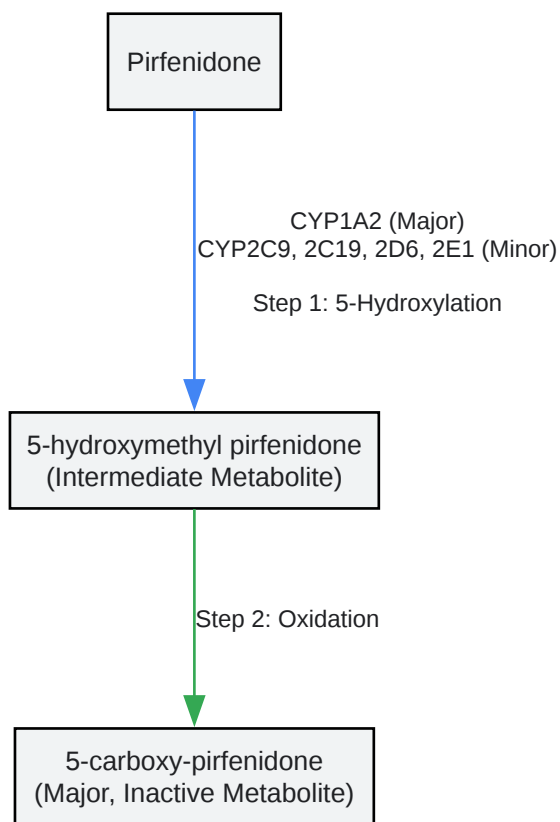 Pirfenidone
CYP1A2 (Major)
CYP2C9, 2C19, 2D6, 2E1 (Minor)
Step 1: 5-Hydroxylation
5-hydroxymethyl pirfenidone
(Intermediate Metabolite)
Step 2: Oxidation
5-carboxy-pirfenidone
(Major, Inactive Metabolite)